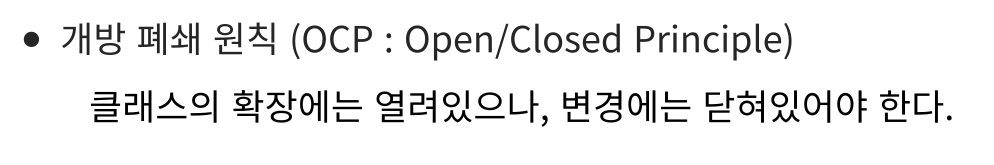 • 개방 폐쇄 원칙 (OCP : Open/Closed Principle)
클래스의 확장에는 열려있으나, 변경에는 닫혀있어야 한다.